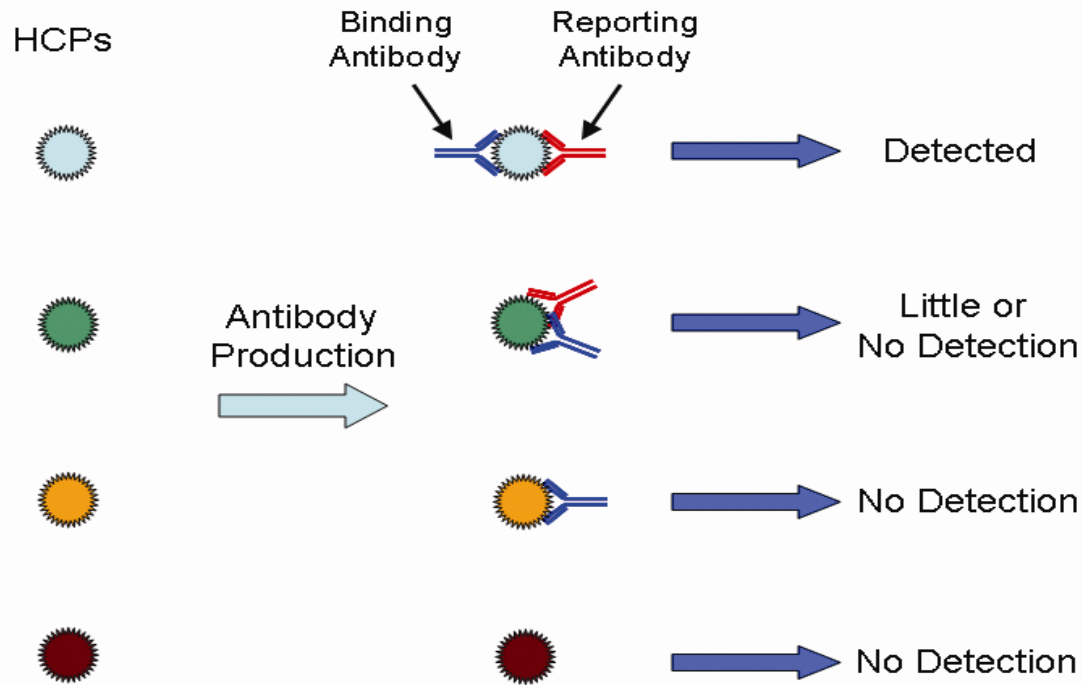 HCPs
Binding
Antibody
Reporting
Antibody
Detected
Antibody
Production
Little or
No Detection
No Detection
No Detection